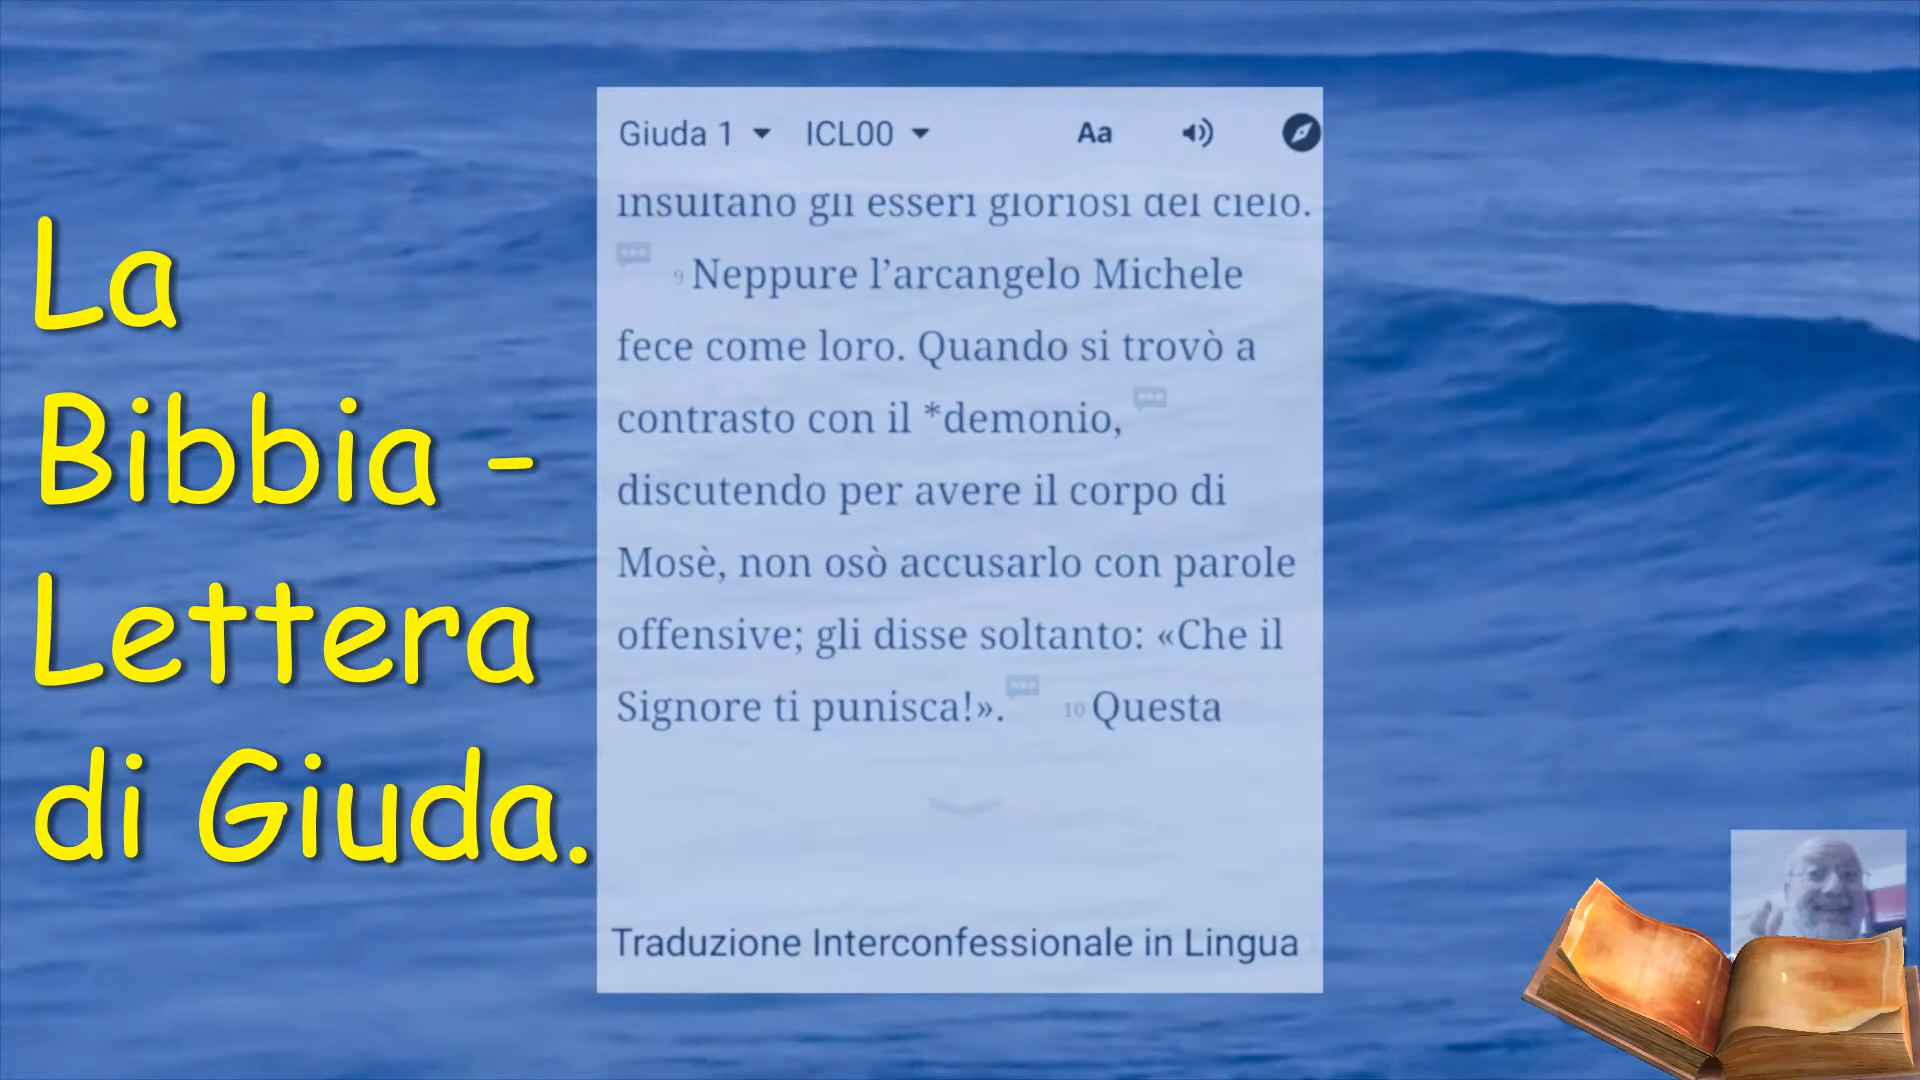 La
Bibbia -
Lettera
di Giuda.
Giuda 1 ICL00 Aa
insultano gli esseri gloriosi del cielo.
9 Neppure l’arcangelo Michele
fece come loro. Quando si trovò a
contrasto con il *demonio,
discutendo per avere il corpo di
Mosè, non osò accusarlo con parole
offensive; gli disse soltanto: «Che il
Signore ti punisca!». 10 Questa
Traduzione Interconfessionale in Lingua